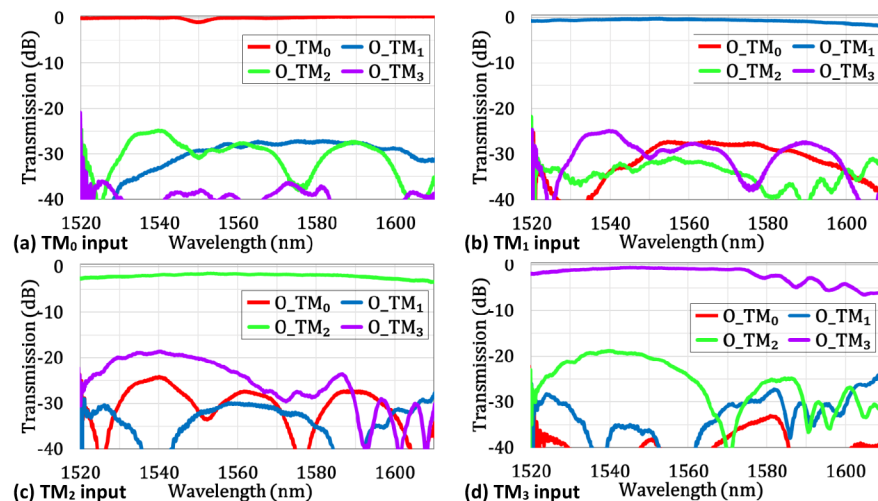 0
-10
-20
-30
-40
Transmission (dB)
O_TM₀ O_TM₁
O_TM₂ O_TM₃
1520 1540 1560 1580 1600
(a) TM₀ input Wavelength (nm)
0
-10
-20
-30
-40
Transmission (dB)
O_TM₀ O_TM₁
O_TM₂ O_TM₃
1520 1540 1560 1580 1600
(b) TM₁ input Wavelength (nm)
0
-10
-20
-30
-40
Transmission (dB)
O_TM₀ O_TM₁
O_TM₂ O_TM₃
1520 1540 1560 1580 1600
(c) TM₂ input Wavelength (nm)
0
-10
-20
-30
-40
Transmission (dB)
O_TM₀ O_TM₁
O_TM₂ O_TM₃
1520 1540 1560 1580 1600
Wavelength (nm) (d) TM₃ input